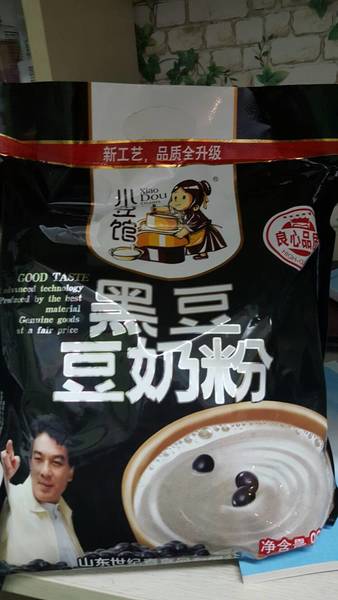 新工艺，品质全升级
小豆馆
Xiao
Dou
®
良心品质
HIGH-Q
GOOD TASTE
advanced technology
Produced by the best
material
Genuine goods
at a fair price
黑豆
豆奶粉
净含量
山东世纪